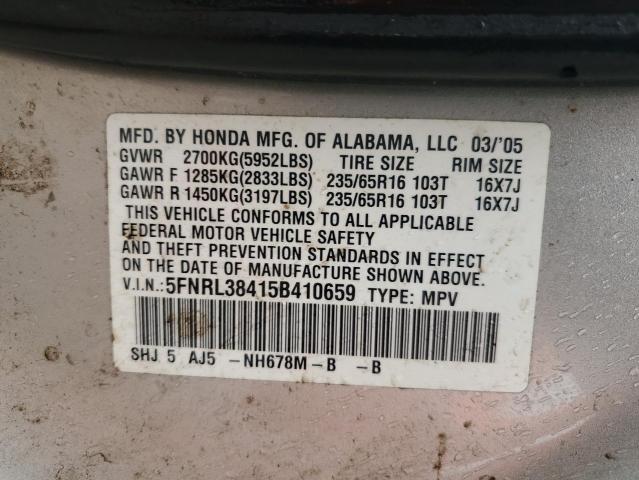 MFD. BY HONDA MFG. OF ALABAMA, LLC 03/'05
GVWR 2700KG(5952LBS) TIRE SIZE RIM SIZE
GAWR F 1285KG(2833LBS) 235/65R16 103T 16X7J
GAWR R 1450KG(3197LBS) 235/65R16 103T 16X7J
THIS VEHICLE CONFORMS TO ALL APPLICABLE
FEDERAL MOTOR VEHICLE SAFETY
AND THEFT PREVENTION STANDARDS IN EFFECT
ON THE DATE OF MANUFACTURE SHOWN ABOVE.
V.I.N.:5FNRL38415B410659 TYPE: MPV
SHJ 5 AJ5 -NH678M-B -B